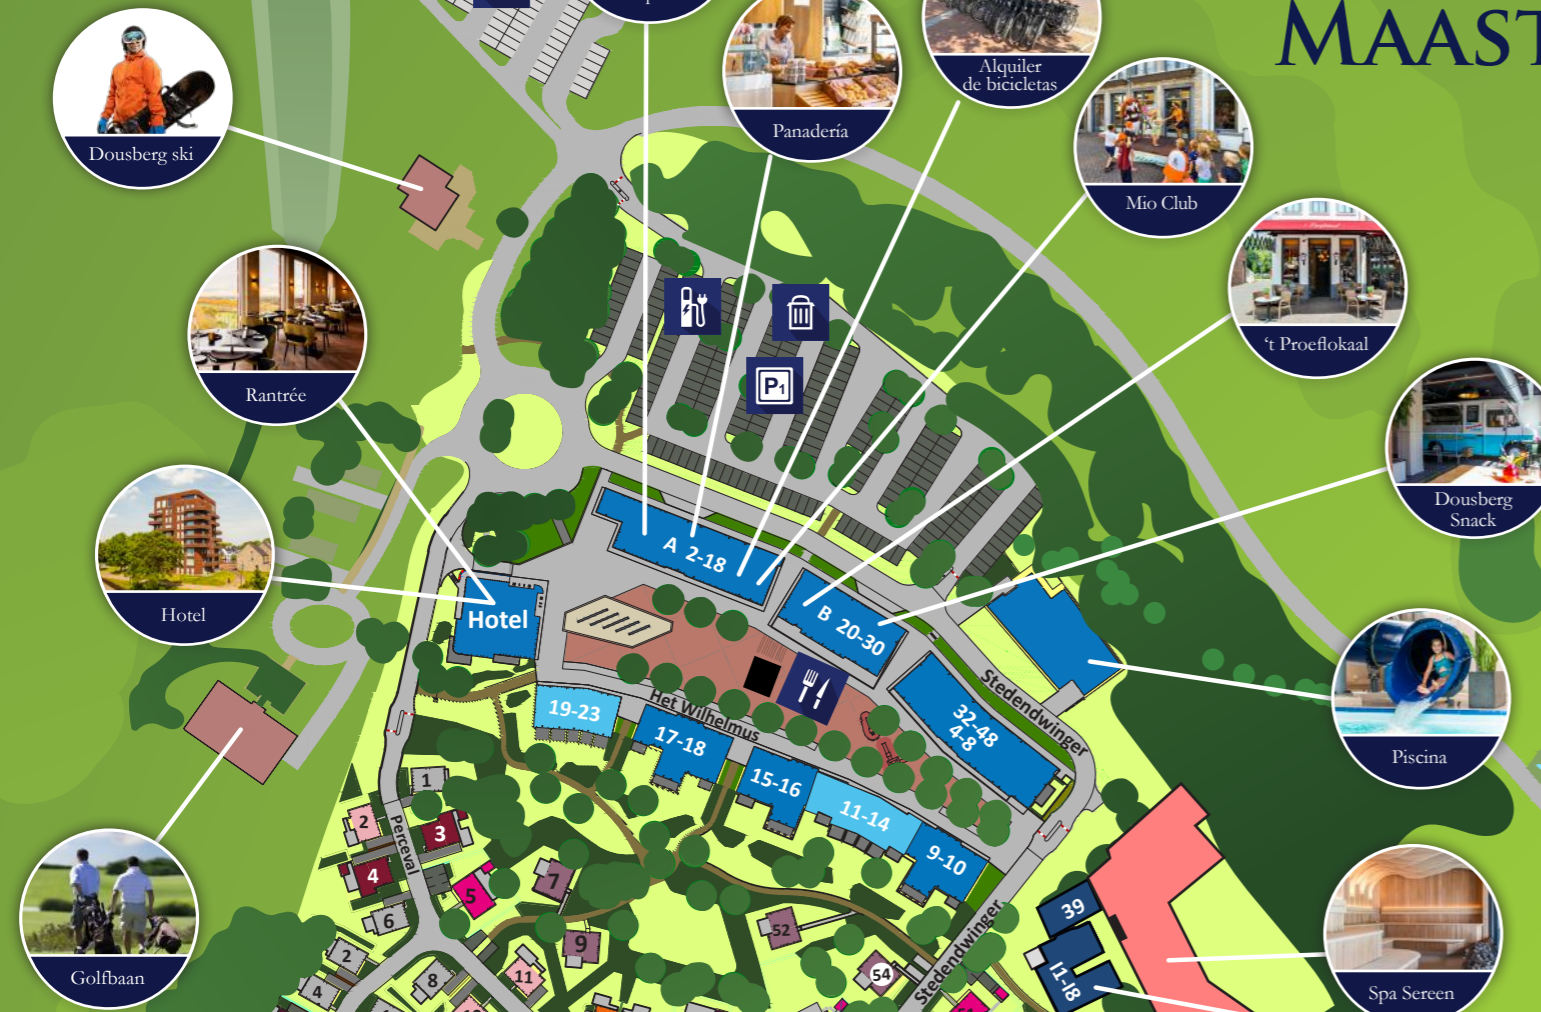 MAAST
Alquiler
de bicicletas
Panadería
Dousberg ski
Mio Club
't Proeflokaal
Rantrée
P1
Dousberg
Snack
A 2-18
B 20-30
Hotel
Hotel
Stedendwinger
32-48
4-8
Het Wilhelmus
19-23
17-18
15-16
11-14
9-10
Piscina
Perceval
1
2
3
4
5
6
7
9
2
4
8
11
52
54
39
I1-I8
Stedendwinger
Golfbaan
Spa Sereen